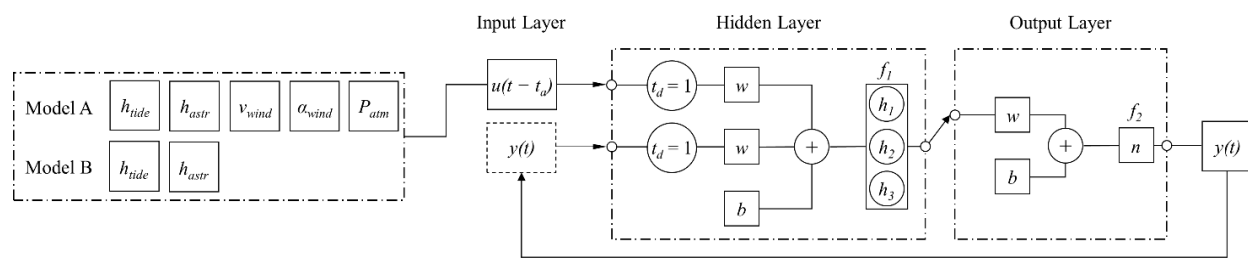 Input Layer
Hidden Layer
Output Layer
Model A
h_tide
h_astr
v_wind
α_wind
P_atm
Model B
h_tide
h_astr
u(t − t_a)
y(t)
t_d = 1
w
t_d = 1
w
b
+
f_1
h_1
h_2
h_3
w
b
+
f_2
n
y(t)